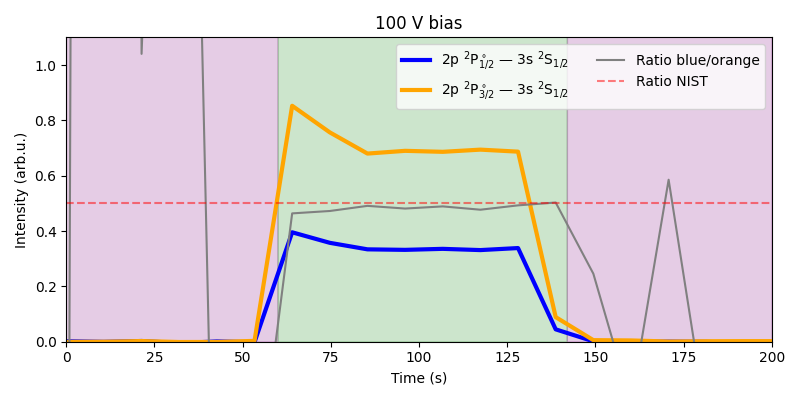 100 V bias
2p ²P°₁/₂ — 3s ²S₁/₂
2p ²P°₃/₂ — 3s ²S₁/₂
Ratio blue/orange
Ratio NIST
Intensity (arb.u.)
1.0
0.8
0.6
0.4
0.2
0.0
0 25 50 75 100 125 150 175 200
Time (s)